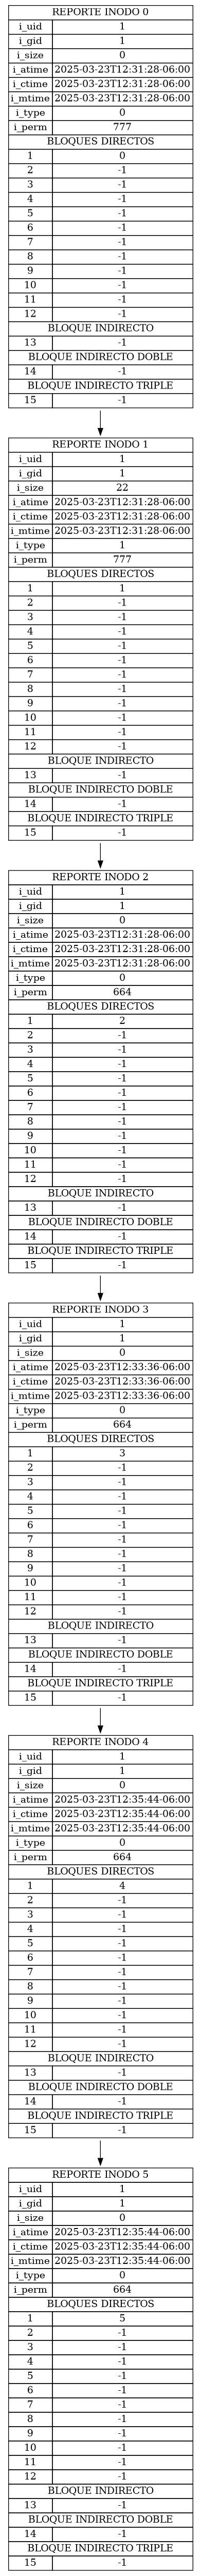 REPORTE INODO 0
i_uid 1
i_gid 1
i_size 0
i_atime 2025-03-23T12:31:28-06:00
i_ctime 2025-03-23T12:31:28-06:00
i_mtime 2025-03-23T12:31:28-06:00
i_type 0
i_perm 777
BLOQUES DIRECTOS
1 0
2 -1
3 -1
4 -1
5 -1
6 -1
7 -1
8 -1
9 -1
10 -1
11 -1
12 -1
BLOQUE INDIRECTO
13 -1
BLOQUE INDIRECTO DOBLE
14 -1
BLOQUE INDIRECTO TRIPLE
15 -1
REPORTE INODO 1
i_uid 1
i_gid 1
i_size 22
i_atime 2025-03-23T12:31:28-06:00
i_ctime 2025-03-23T12:31:28-06:00
i_mtime 2025-03-23T12:31:28-06:00
i_type 1
i_perm 777
BLOQUES DIRECTOS
1 1
2 -1
3 -1
4 -1
5 -1
6 -1
7 -1
8 -1
9 -1
10 -1
11 -1
12 -1
BLOQUE INDIRECTO
13 -1
BLOQUE INDIRECTO DOBLE
14 -1
BLOQUE INDIRECTO TRIPLE
15 -1
REPORTE INODO 2
i_uid 1
i_gid 1
i_size 0
i_atime 2025-03-23T12:31:28-06:00
i_ctime 2025-03-23T12:31:28-06:00
i_mtime 2025-03-23T12:31:28-06:00
i_type 0
i_perm 664
BLOQUES DIRECTOS
1 2
2 -1
3 -1
4 -1
5 -1
6 -1
7 -1
8 -1
9 -1
10 -1
11 -1
12 -1
BLOQUE INDIRECTO
13 -1
BLOQUE INDIRECTO DOBLE
14 -1
BLOQUE INDIRECTO TRIPLE
15 -1
REPORTE INODO 3
i_uid 1
i_gid 1
i_size 0
i_atime 2025-03-23T12:33:36-06:00
i_ctime 2025-03-23T12:33:36-06:00
i_mtime 2025-03-23T12:33:36-06:00
i_type 0
i_perm 664
BLOQUES DIRECTOS
1 3
2 -1
3 -1
4 -1
5 -1
6 -1
7 -1
8 -1
9 -1
10 -1
11 -1
12 -1
BLOQUE INDIRECTO
13 -1
BLOQUE INDIRECTO DOBLE
14 -1
BLOQUE INDIRECTO TRIPLE
15 -1
REPORTE INODO 4
i_uid 1
i_gid 1
i_size 0
i_atime 2025-03-23T12:35:44-06:00
i_ctime 2025-03-23T12:35:44-06:00
i_mtime 2025-03-23T12:35:44-06:00
i_type 0
i_perm 664
BLOQUES DIRECTOS
1 4
2 -1
3 -1
4 -1
5 -1
6 -1
7 -1
8 -1
9 -1
10 -1
11 -1
12 -1
BLOQUE INDIRECTO
13 -1
BLOQUE INDIRECTO DOBLE
14 -1
BLOQUE INDIRECTO TRIPLE
15 -1
REPORTE INODO 5
i_uid 1
i_gid 1
i_size 0
i_atime 2025-03-23T12:35:44-06:00
i_ctime 2025-03-23T12:35:44-06:00
i_mtime 2025-03-23T12:35:44-06:00
i_type 0
i_perm 664
BLOQUES DIRECTOS
1 5
2 -1
3 -1
4 -1
5 -1
6 -1
7 -1
8 -1
9 -1
10 -1
11 -1
12 -1
BLOQUE INDIRECTO
13 -1
BLOQUE INDIRECTO DOBLE
14 -1
BLOQUE INDIRECTO TRIPLE
15 -1